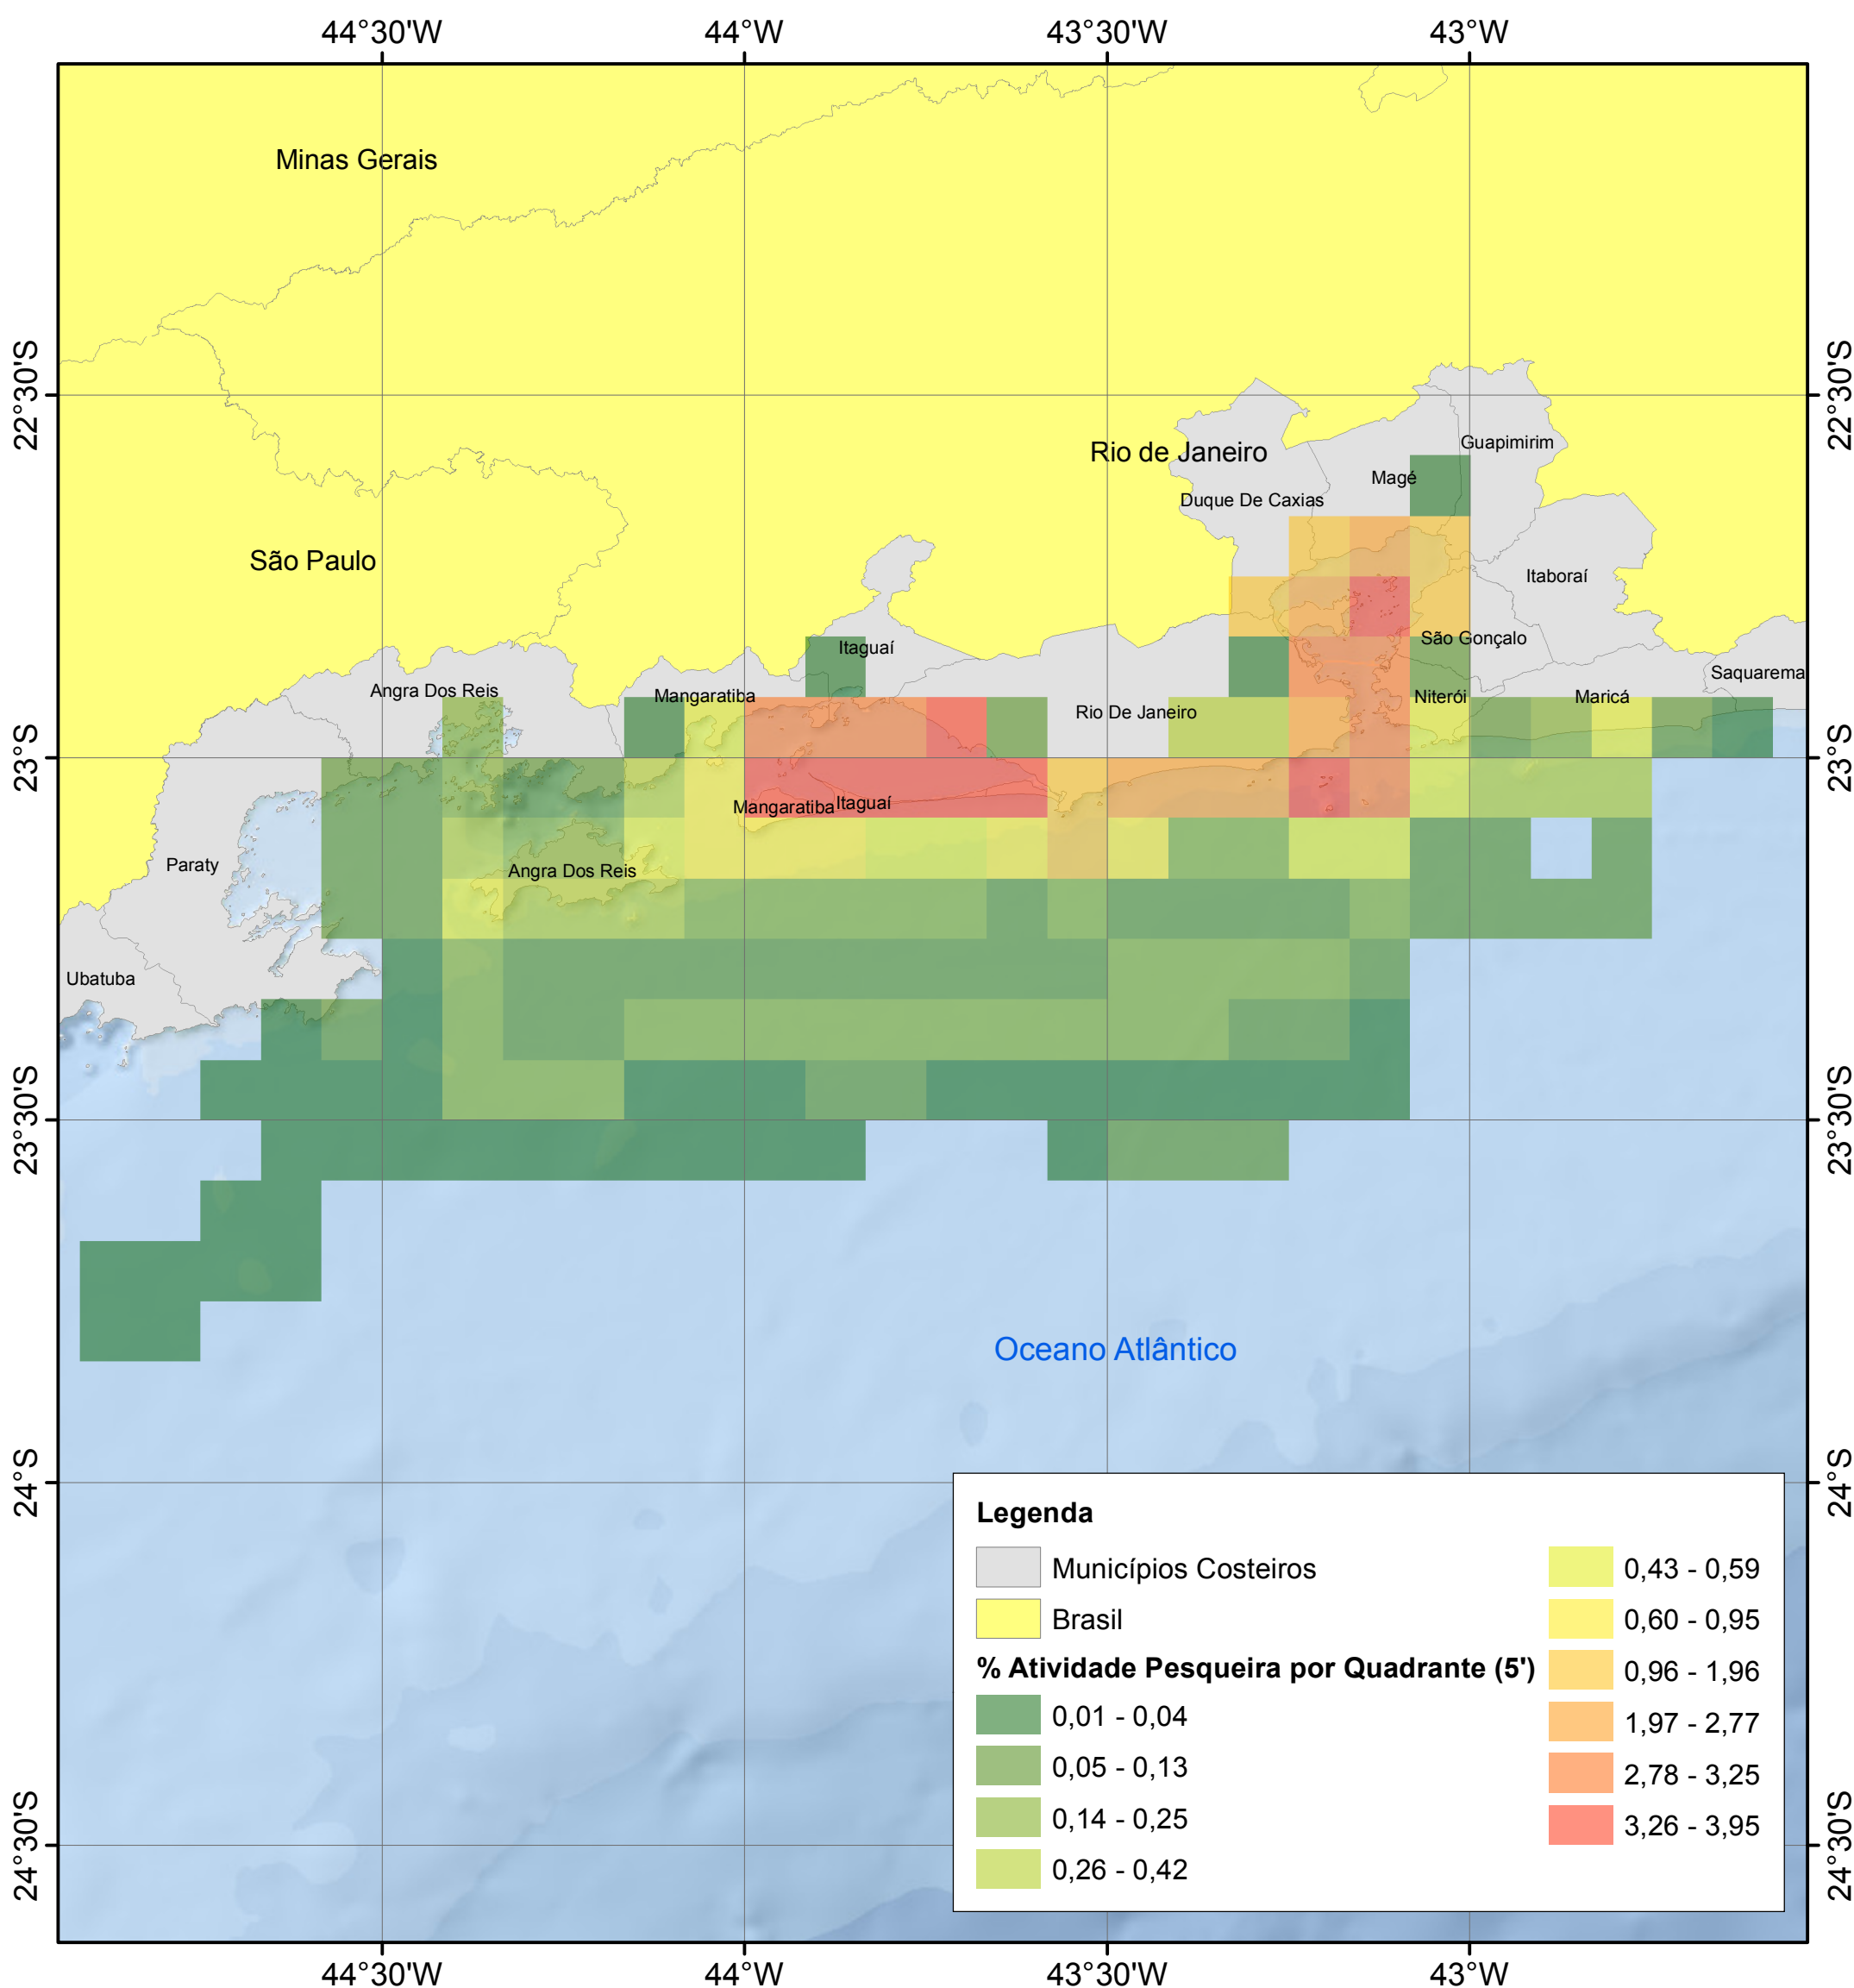 44°30'W 44°W 43°30'W 43°W
Minas Gerais
22°30'S 22°30'S
Guapimirim
Rio de Janeiro
Magé
Duque De Caxias
São Paulo
Itaboraí
São Gonçalo
Itaguaí
Saquarema
Angra Dos Reis
Mangaratiba
Niterói
Maricá
Rio De Janeiro
23°S 23°S
Mangaratiba
Itaguaí
Paraty
Angra Dos Reis
Ubatuba
23°30'S 23°30'S
Oceano Atlântico
24°S 24°S
Legenda
Municípios Costeiros
Brasil
% Atividade Pesqueira por Quadrante (5')
0,01 - 0,04
0,05 - 0,13
0,14 - 0,25
0,26 - 0,42
0,43 - 0,59
0,60 - 0,95
0,96 - 1,96
1,97 - 2,77
2,78 - 3,25
3,26 - 3,95
24°30'S 24°30'S
44°30'W 44°W 43°30'W 43°W